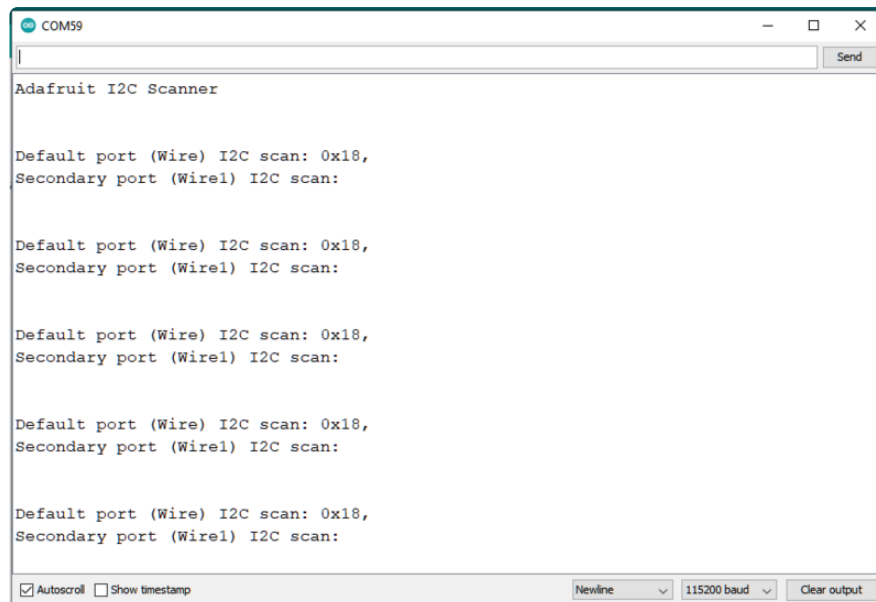 COM59
Send
Adafruit I2C Scanner
Default port (Wire) I2C scan: 0x18,
Secondary port (Wire1) I2C scan:
Default port (Wire) I2C scan: 0x18,
Secondary port (Wire1) I2C scan:
Default port (Wire) I2C scan: 0x18,
Secondary port (Wire1) I2C scan:
Default port (Wire) I2C scan: 0x18,
Secondary port (Wire1) I2C scan:
Default port (Wire) I2C scan: 0x18,
Secondary port (Wire1) I2C scan:
Autoscroll Show timestamp Newline 115200 baud Clear output